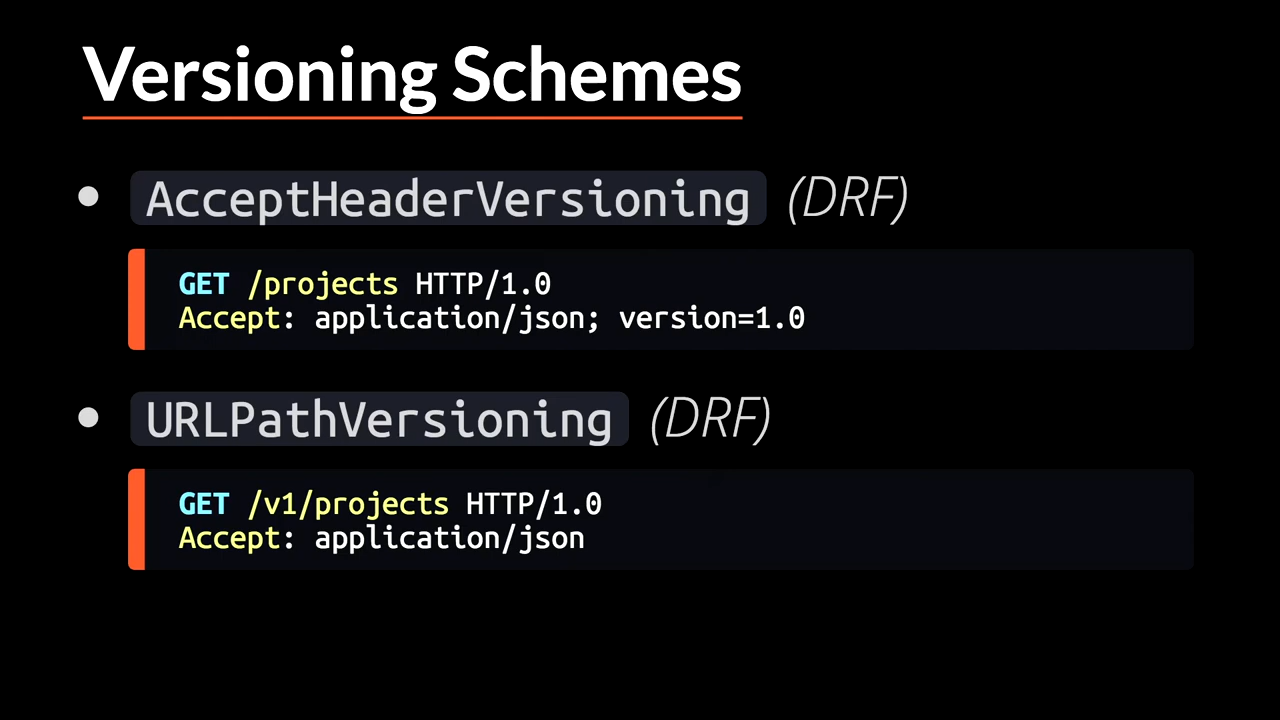 Versioning Schemes
• AcceptHeaderVersioning (DRF)
GET /projects HTTP/1.0
Accept: application/json; version=1.0
• URLPathVersioning (DRF)
GET /v1/projects HTTP/1.0
Accept: application/json